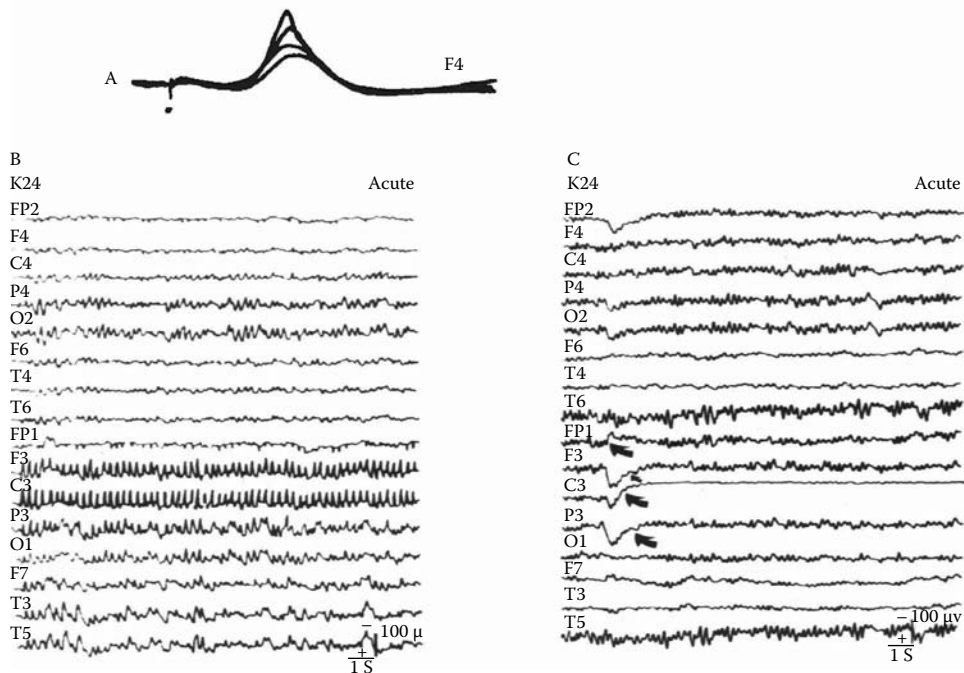 A
F4
B
K24
Acute
FP2
F4
C4
P4
O2
F6
T4
T6
FP1
F3
C3
P3
O1
F7
T3
T5
− 100 μ
+
1 S
C
K24
Acute
FP2
F4
C4
P4
O2
F6
T4
T6
FP1
F3
C3
P3
O1
F7
T3
T5
− 100 μv
+
1 S